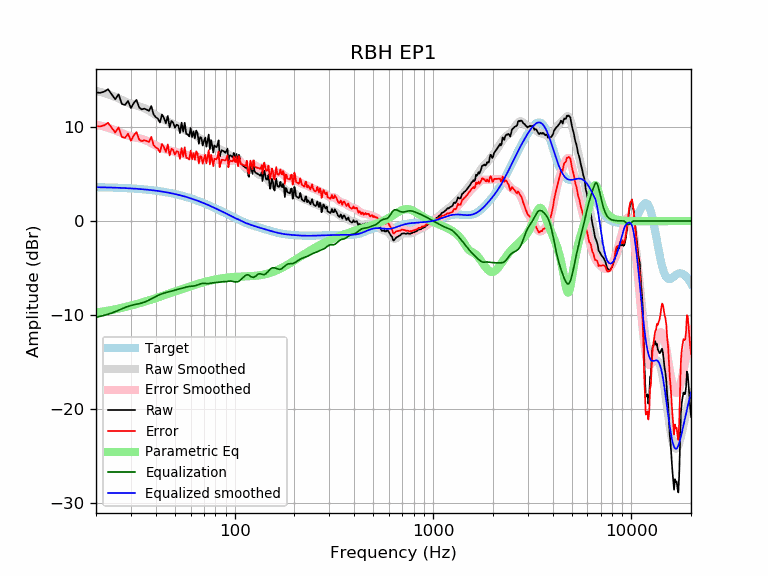 RBH EP1
Amplitude (dBr)
10
0
−10
−20
−30
Target
Raw Smoothed
Error Smoothed
Raw
Error
Parametric Eq
Equalization
Equalized smoothed
100
1000
10000
Frequency (Hz)